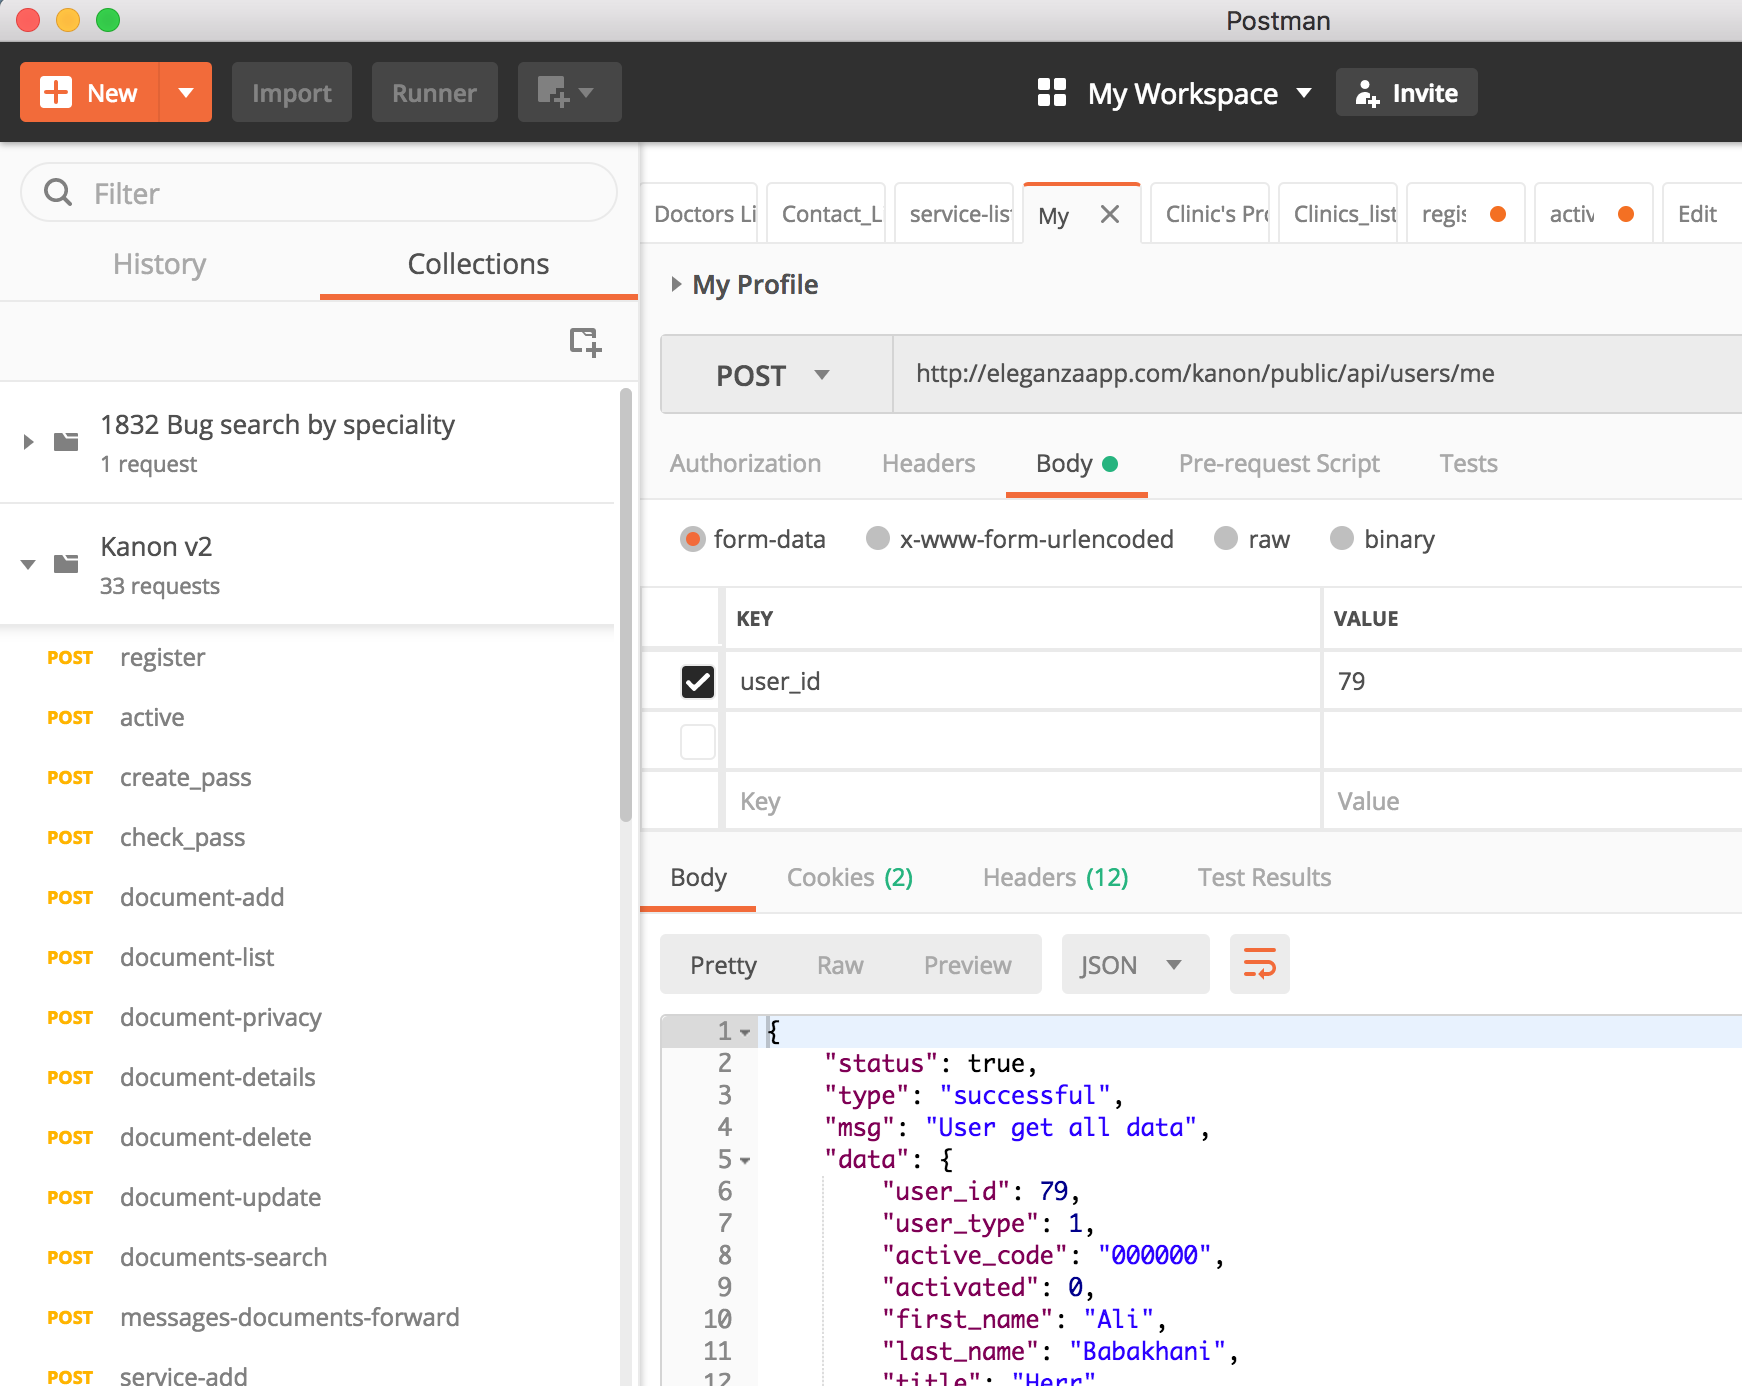 Postman
New
Import
Runner
My Workspace
Invite
Filter
History
Collections
1832 Bug search by speciality
1 request
Kanon v2
33 requests
POST register
POST active
POST create_pass
POST check_pass
POST document-add
POST document-list
POST document-privacy
POST document-details
POST document-delete
POST document-update
POST documents-search
POST messages-documents-forward
POST service-add
Doctors Li
Contact_L
service-lis
My
Clinic's Pr
Clinics_list
regis
activ
Edit
My Profile
POST http://eleganzaapp.com/kanon/public/api/users/me
Authorization Headers Body Pre-request Script Tests
form-data x-www-form-urlencoded raw binary
KEY VALUE
user_id 79
Key Value
Body Cookies (2) Headers (12) Test Results
Pretty Raw Preview JSON
1 {
2 "status": true,
3 "type": "successful",
4 "msg": "User get all data",
5 "data": {
6 "user_id": 79,
7 "user_type": 1,
8 "active_code": "000000",
9 "activated": 0,
10 "first_name": "Ali",
11 "last_name": "Babakhani",
12 "title": "Herr"